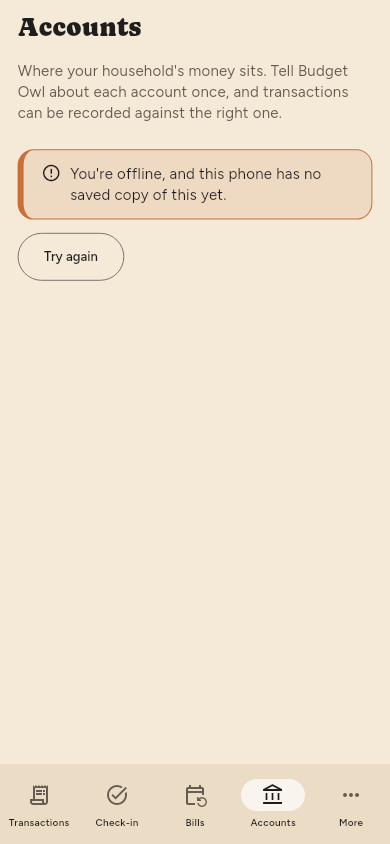 Accounts
Where your household's money sits. Tell Budget
Owl about each account once, and transactions
can be recorded against the right one.
You're offline, and this phone has no
saved copy of this yet.
Try again
Transactions
Check-in
Bills
Accounts
More